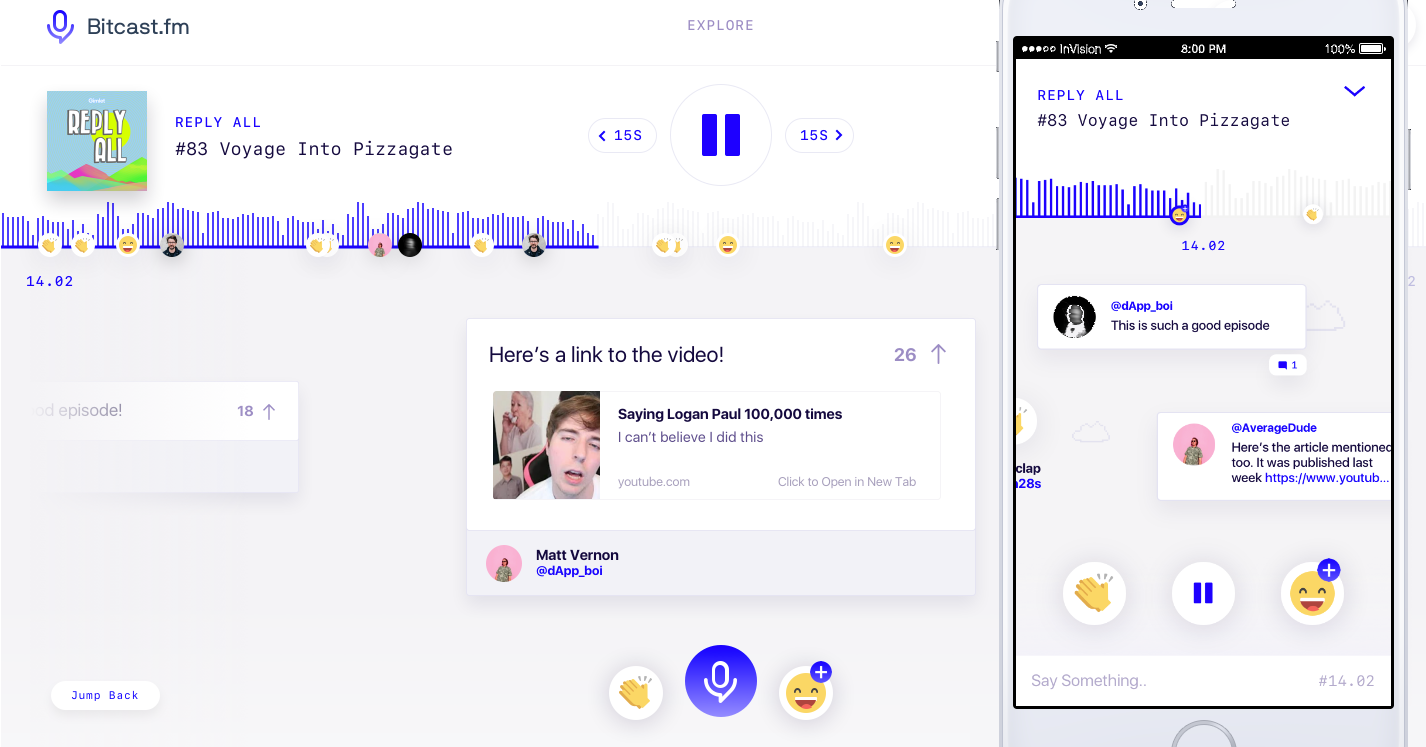 Bitcast.fm
EXPLORE
Gimlet
REPLY
ALL
REPLY ALL
#83 Voyage Into Pizzagate
15S
15S
14.02
od episode!
18
Here's a link to the video!
26
Saying Logan Paul 100,000 times
I can't believe I did this
youtube.com
Click to Open in New Tab
Matt Vernon
@dApp_boi
Jump Back
2
InVision
8:00 PM
100%
REPLY ALL
#83 Voyage Into Pizzagate
14.02
@dApp_boi
This is such a good episode
1
@AverageDude
Here's the article mentioned
too. It was published last
week https://www.youtub...
clap
28s
Say Something..
#14.02